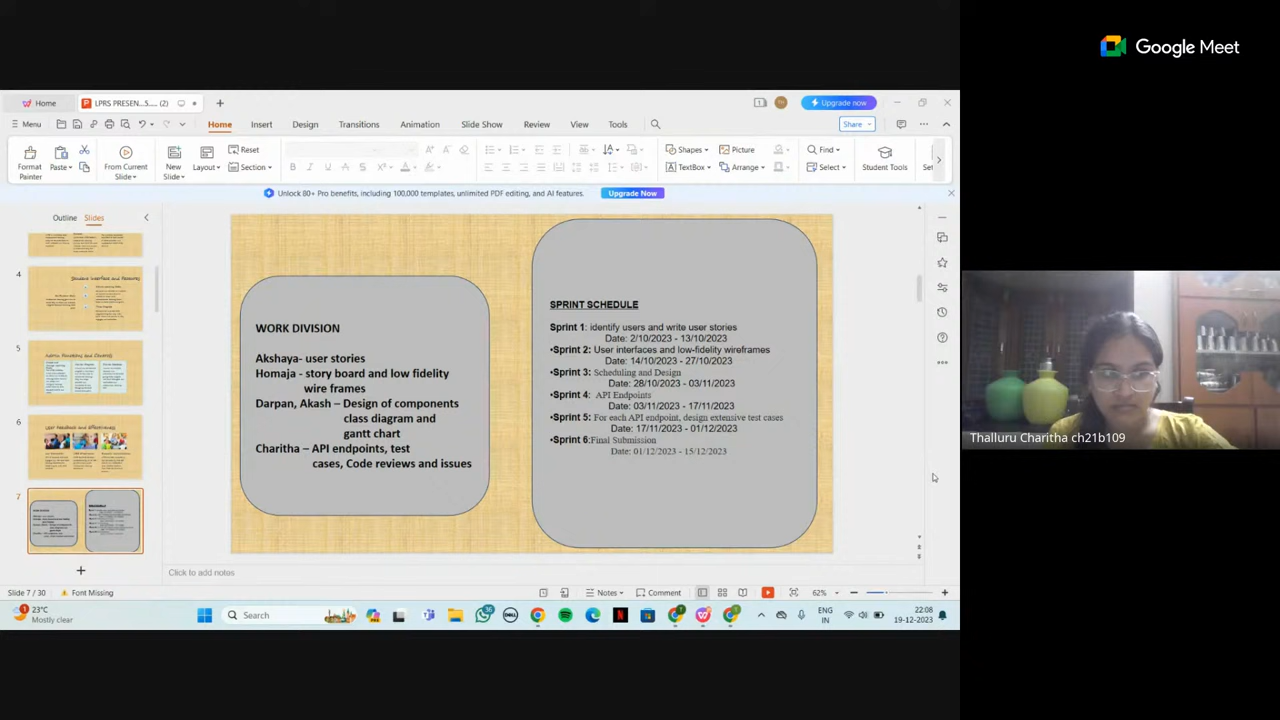 Google Meet
Home
LPRS PRESEN...S..... (2)
Upgrade now
Menu
Home Insert Design Transitions Animation Slide Show Review View Tools
Share
Format Painter
Paste
From Current Slide
New Slide
Layout
Reset
Section
Shapes
Picture
TextBox
Arrange
Find
Select
Student Tools
Unlock 80+ Pro benefits, including 100,000 templates, unlimited PDF editing, and AI features.
Upgrade Now
Outline Slides
4
5
6
7
WORK DIVISION
Akshaya- user stories
Homaja - story board and low fidelity
wire frames
Darpan, Akash – Design of components
class diagram and
gantt chart
Charitha – API endpoints, test
cases, Code reviews and issues
SPRINT SCHEDULE
Sprint 1: identify users and write user stories
Date: 2/10/2023 - 13/10/2023
•Sprint 2: User interfaces and low-fidelity wireframes
Date: 14/10/2023 - 27/10/2023
•Sprint 3: Scheduling and Design
Date: 28/10/2023 - 03/11/2023
•Sprint 4: API Endpoints
Date: 03/11/2023 - 17/11/2023
•Sprint 5: For each API endpoint, design extensive test cases
Date: 17/11/2023 - 01/12/2023
•Sprint 6:Final Submission
Date: 01/12/2023 - 15/12/2023
Thalluru Charitha ch21b109
Click to add notes
Slide 7 / 30
Font Missing
Notes
Comment
62%
23°C
Mostly clear
Search
ENG
IN
22:08
19-12-2023